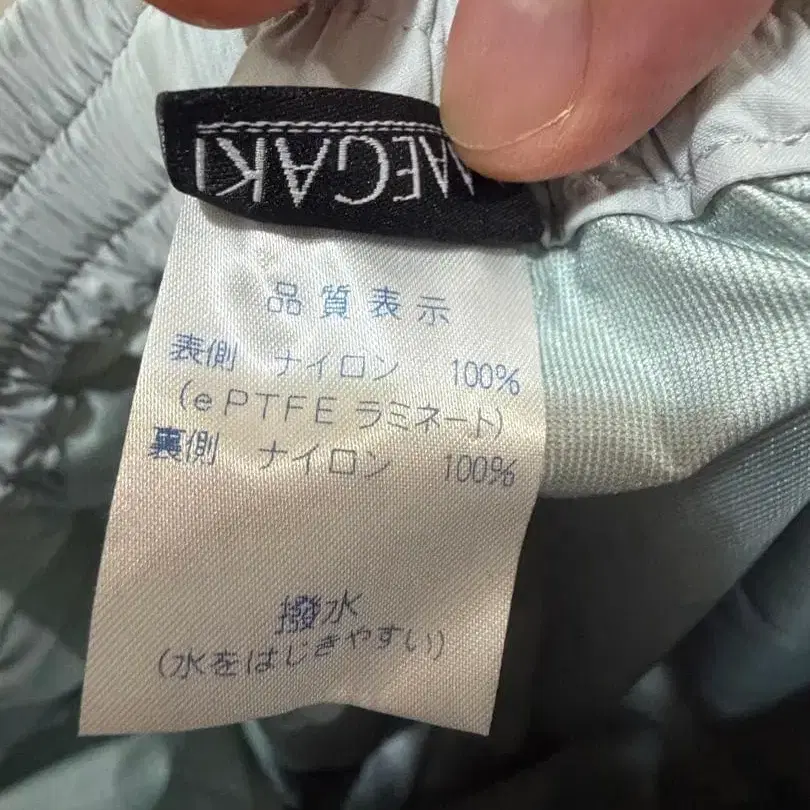 MEGAKI
品質表示
表側 ナイロン 100%
(ePTFE ラミネート)
裏側 ナイロン 100%
撥水
(水をはじきやすい)